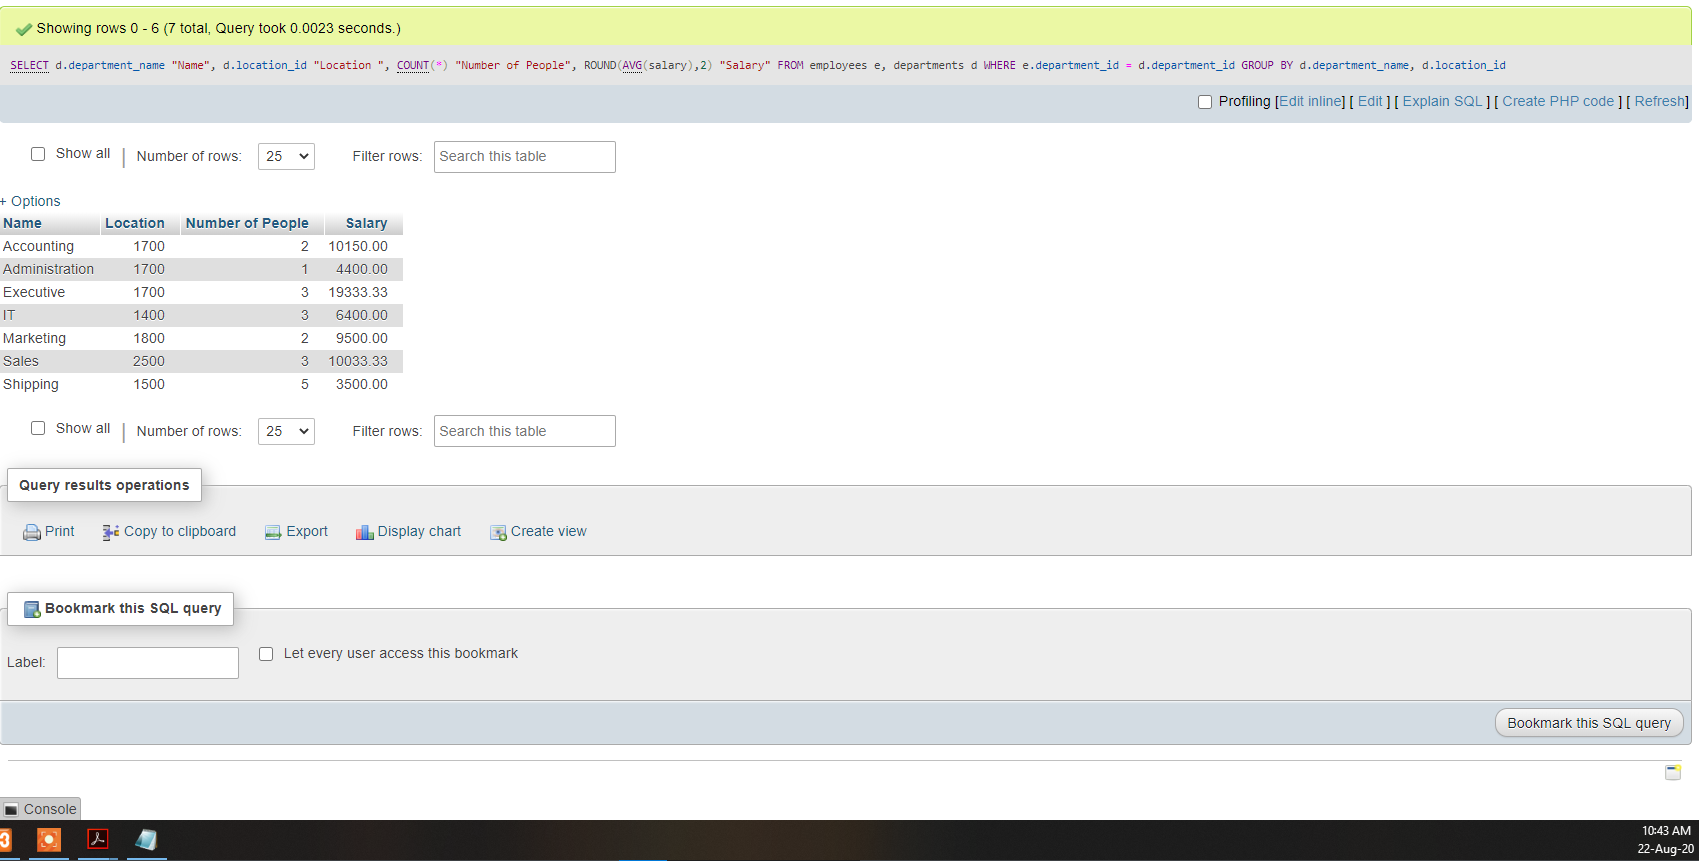 Showing rows 0 - 6 (7 total, Query took 0.0023 seconds.)
SELECT d.department_name "Name", d.location_id "Location ", COUNT(*) "Number of People", ROUND(AVG(salary),2) "Salary" FROM employees e, departments d WHERE e.department_id = d.department_id GROUP BY d.department_name, d.location_id
Profiling [Edit inline] [ Edit ] [ Explain SQL ] [ Create PHP code ] [ Refresh]
Show all | Number of rows: 25 Filter rows: Search this table
+ Options
Name Location Number of People Salary
Accounting 1700 2 10150.00
Administration 1700 1 4400.00
Executive 1700 3 19333.33
IT 1400 3 6400.00
Marketing 1800 2 9500.00
Sales 2500 3 10033.33
Shipping 1500 5 3500.00
Show all | Number of rows: 25 Filter rows: Search this table
Query results operations
Print Copy to clipboard Export Display chart Create view
Bookmark this SQL query
Label: Let every user access this bookmark
Bookmark this SQL query
Console
10:43 AM
22-Aug-20